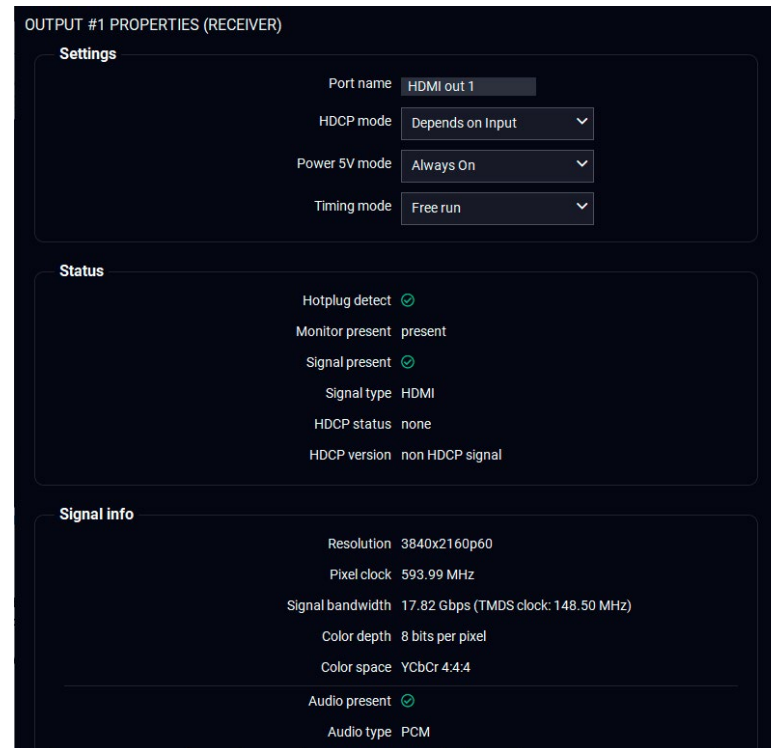 OUTPUT #1 PROPERTIES (RECEIVER)
Settings
Port name HDMI out 1
HDCP mode Depends on Input
Power 5V mode Always On
Timing mode Free run
Status
Hotplug detect
Monitor present present
Signal present
Signal type HDMI
HDCP status none
HDCP version non HDCP signal
Signal info
Resolution 3840x2160p60
Pixel clock 593.99 MHz
Signal bandwidth 17.82 Gbps (TMDS clock: 148.50 MHz)
Color depth 8 bits per pixel
Color space YCbCr 4:4:4
Audio present
Audio type PCM